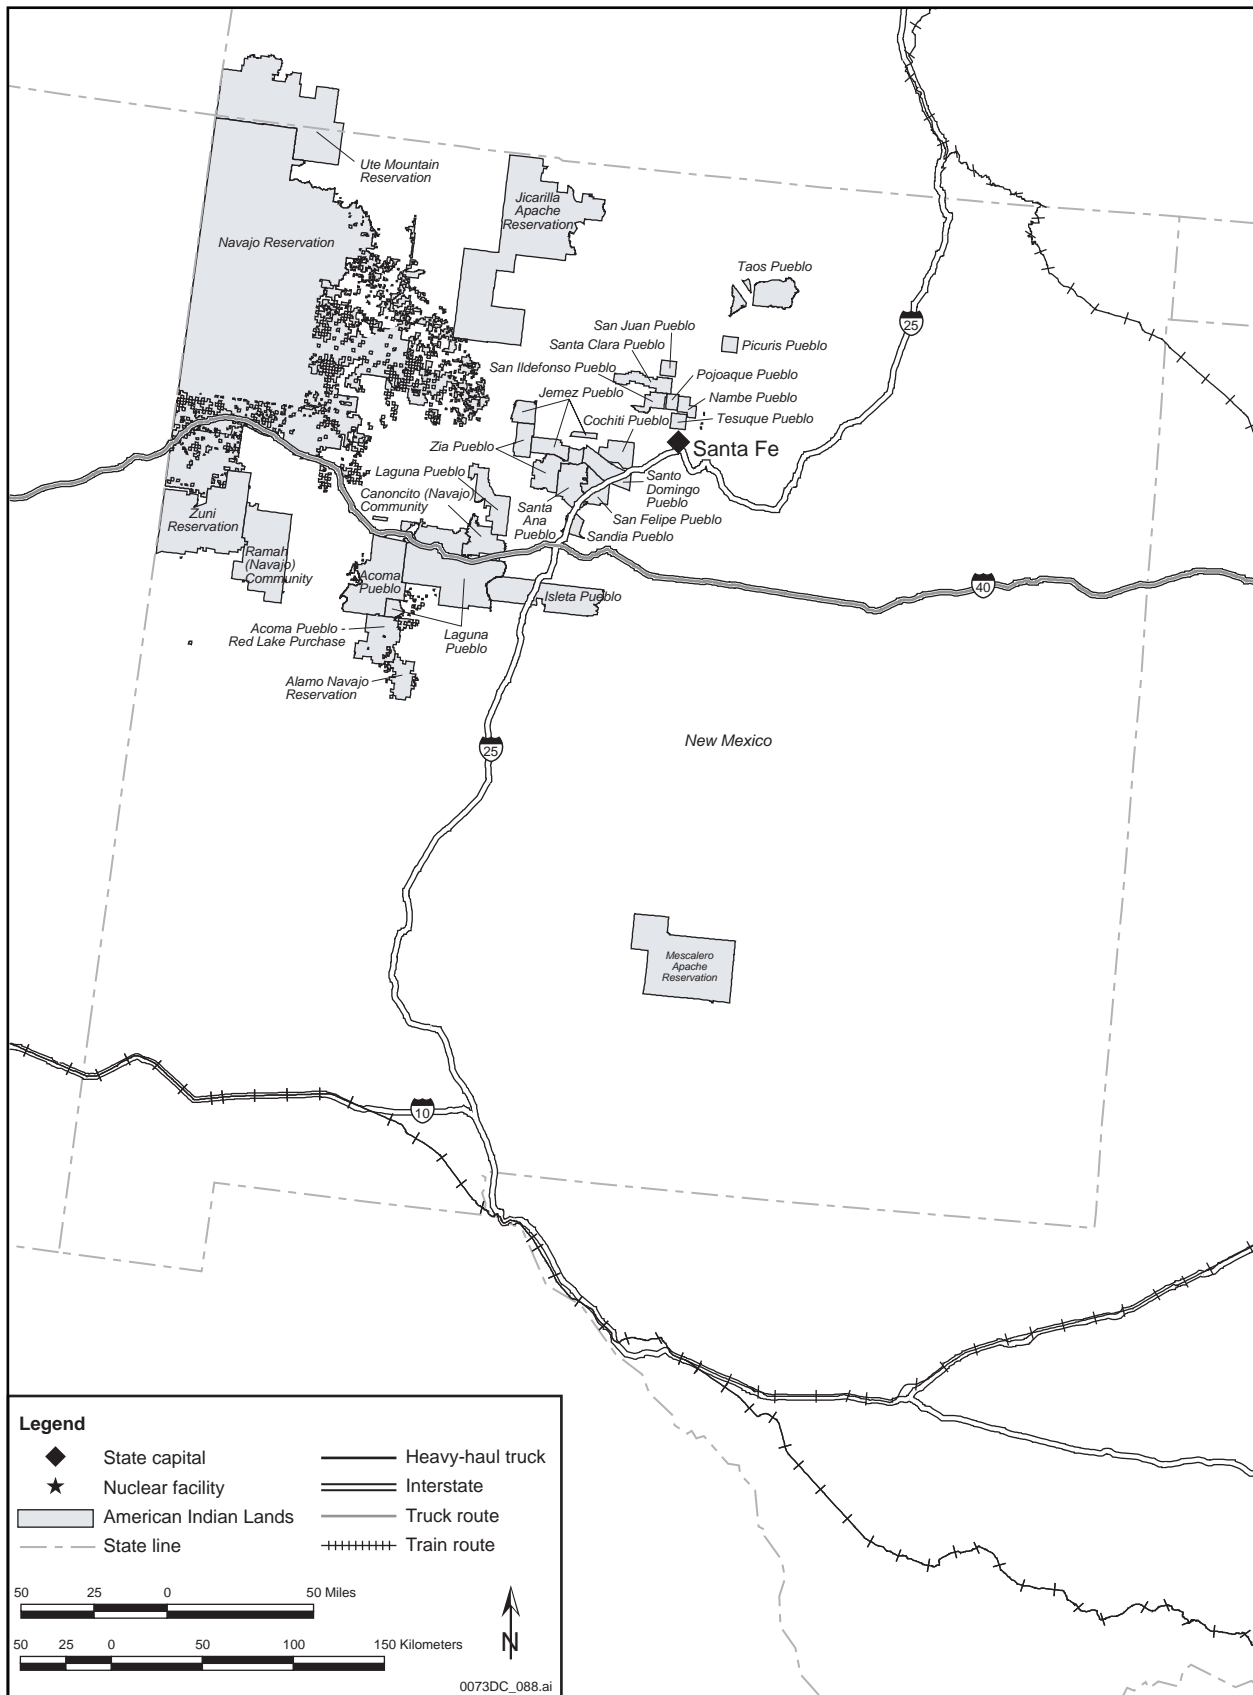 Ute Mountain
Reservation
Jicarilla
Apache
Reservation
Navajo Reservation
Taos Pueblo
25
San Juan Pueblo
Santa Clara Pueblo
Picuris Pueblo
San Ildefonso Pueblo
Pojoaque Pueblo
Jemez Pueblo
Nambe Pueblo
Cochiti Pueblo
Tesuque Pueblo
Zia Pueblo
Santa Fe
Laguna Pueblo
Santo
Domingo
Pueblo
Canoncito (Navajo)
Community
Santa
Ana
Pueblo
San Felipe Pueblo
Sandia Pueblo
Zuni
Reservation
Ramah
(Navajo)
Community
Acoma
Pueblo
40
Isleta Pueblo
Acoma Pueblo -
Red Lake Purchase
Laguna
Pueblo
Alamo Navajo
Reservation
New Mexico
25
Mescalero
Apache
Reservation
10
Legend
State capital
Nuclear facility
American Indian Lands
State line
Heavy-haul truck
Interstate
Truck route
Train route
50 25 0 50 Miles
50 25 0 50 100 150 Kilometers
N
0073DC_088.ai